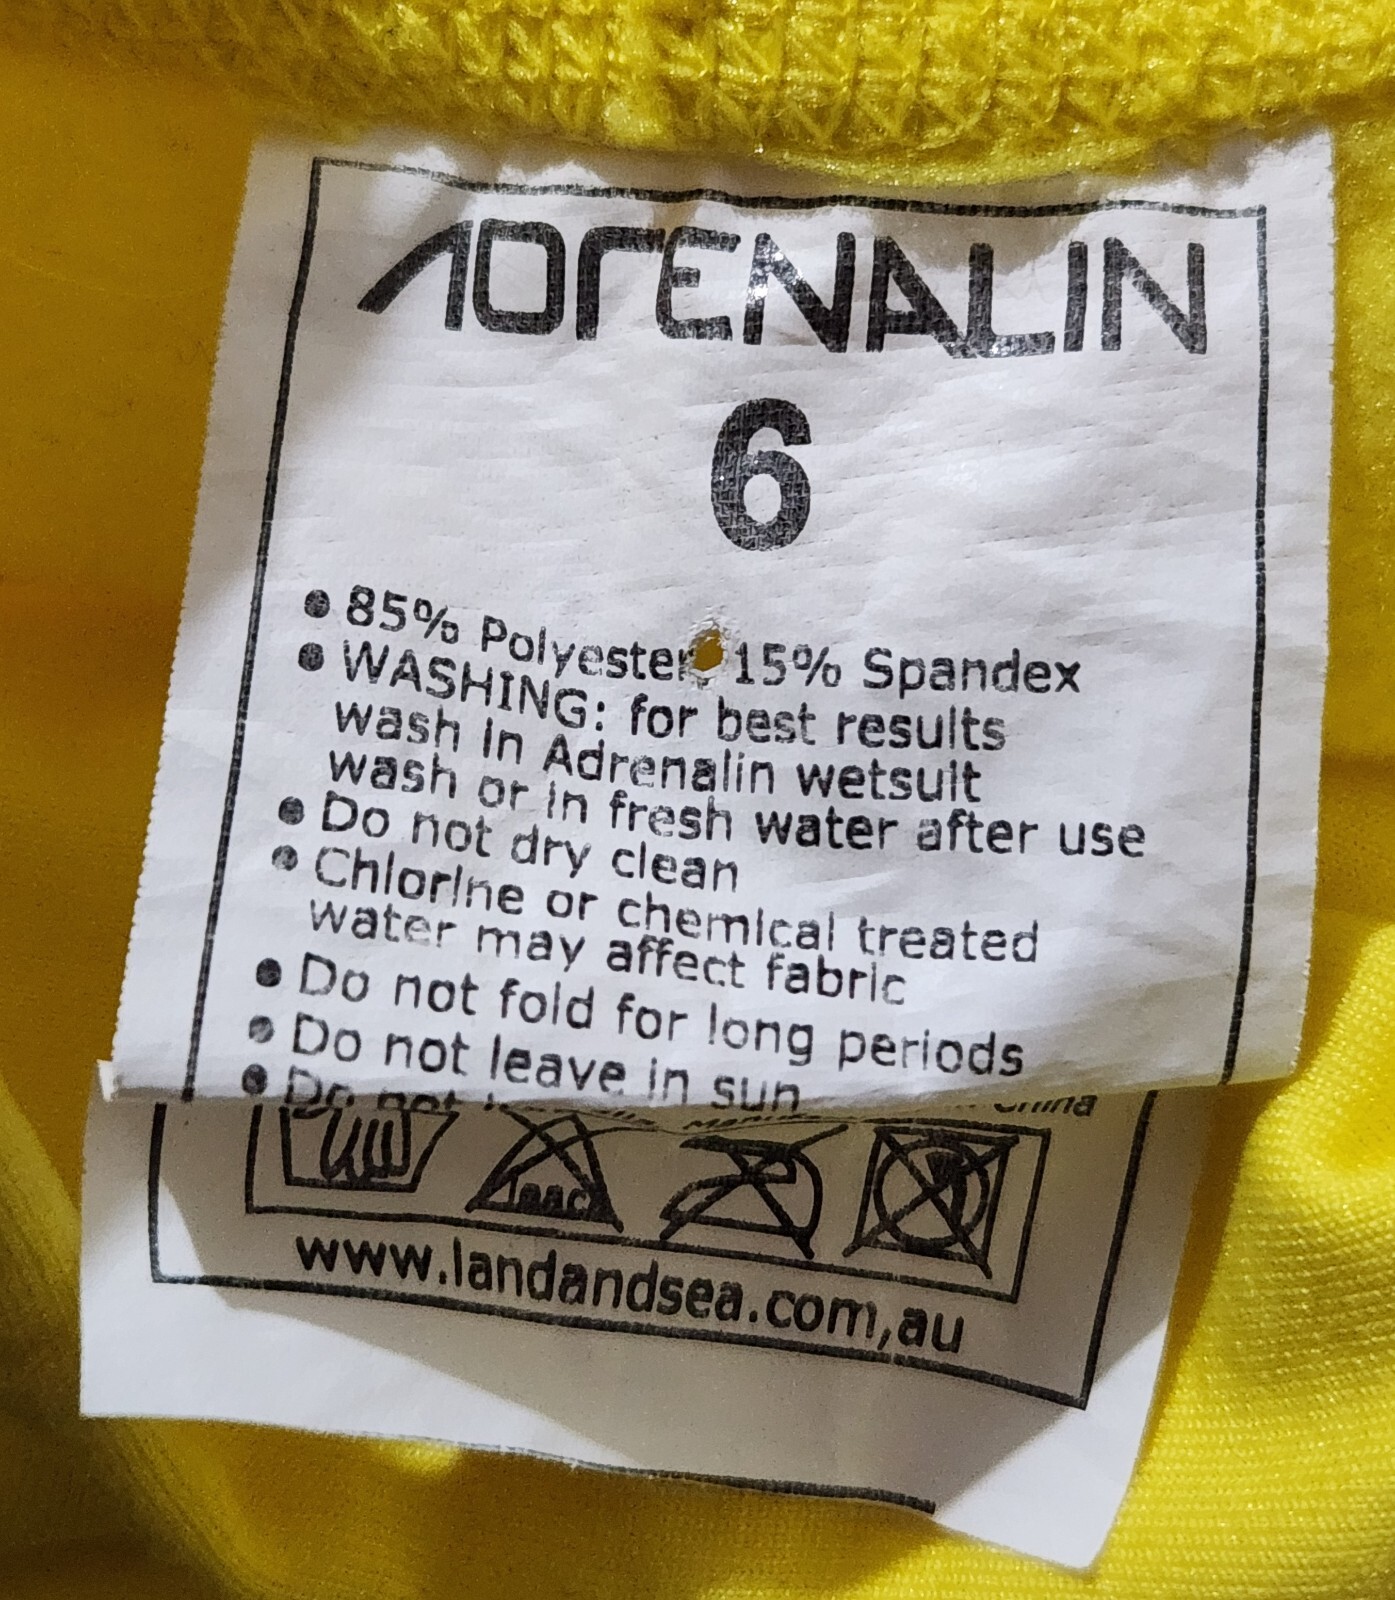 ADRENALIN
6
● 85% Polyester 15% Spandex
● WASHING: for best results
wash in Adrenalin wetsuit
wash or in fresh water after use
● Do not dry clean
● Chlorine or chemical treated
water may affect fabric
● Do not fold for long periods
● Do not leave in sun
● Do not
China
www.landandsea.com,au